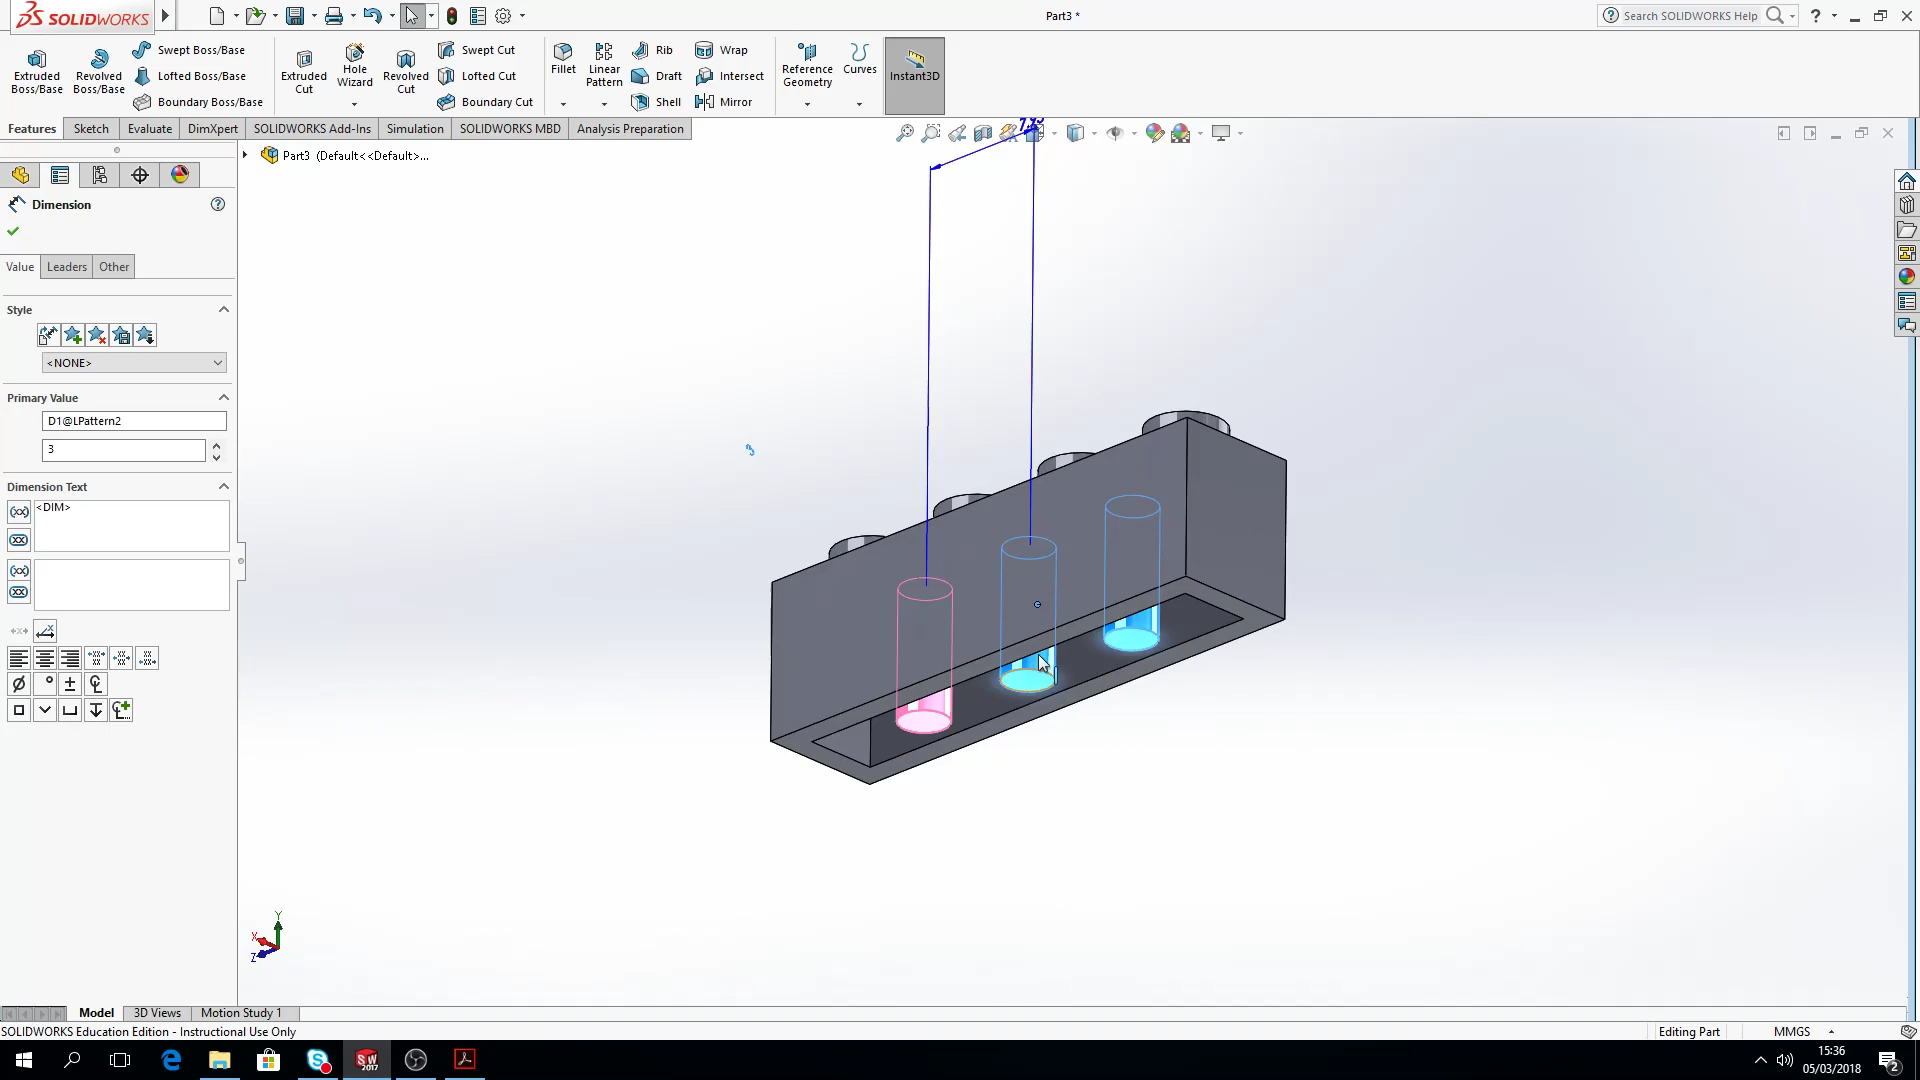 SOLIDWORKS
Part3 *
Search SOLIDWORKS Help
Extruded Boss/Base
Revolved Boss/Base
Swept Boss/Base
Lofted Boss/Base
Boundary Boss/Base
Extruded Cut
Hole Wizard
Revolved Cut
Swept Cut
Lofted Cut
Boundary Cut
Fillet
Linear Pattern
Rib
Draft
Shell
Wrap
Intersect
Mirror
Reference Geometry
Curves
Instant3D
Features
Sketch
Evaluate
DimXpert
SOLIDWORKS Add-Ins
Simulation
SOLIDWORKS MBD
Analysis Preparation
Part3 (Default<<Default>...
Dimension
Value
Leaders
Other
Style
<NONE>
Primary Value
D1@LPattern2
3
Dimension Text
<DIM>
Y
X
Z
Model
3D Views
Motion Study 1
SOLIDWORKS Education Edition - Instructional Use Only
Editing Part
MMGS
SW
2017
15:36
05/03/2018
2